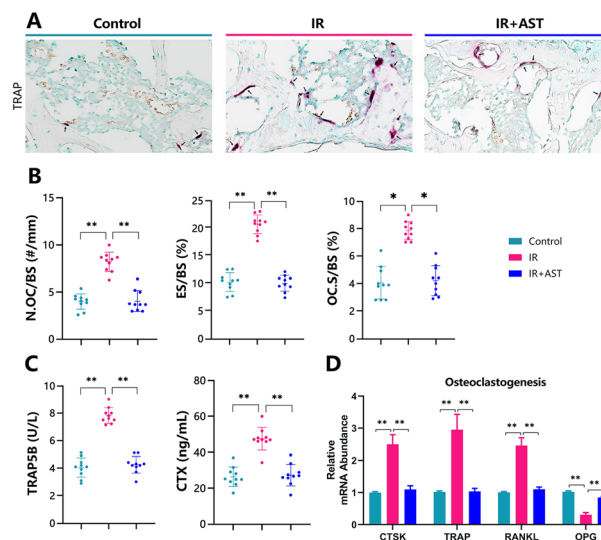 A
Control
IR
IR+AST
TRAP
B
N.OC/BS (#/mm)
15
10
5
0
**
**
ES/BS (%)
25
20
15
10
0
**
**
OC.S/BS (%)
10
8
6
4
2
0
*
*
Control
IR
IR+AST
C
TRAP5B (U/L)
10
8
6
4
2
0
**
**
CTX (ng/mL)
80
60
40
20
0
**
**
D
Osteoclastogenesis
Relative
mRNA Abundance
4
3
2
1
0
**
**
**
**
**
**
**
**
CTSK
TRAP
RANKL
OPG